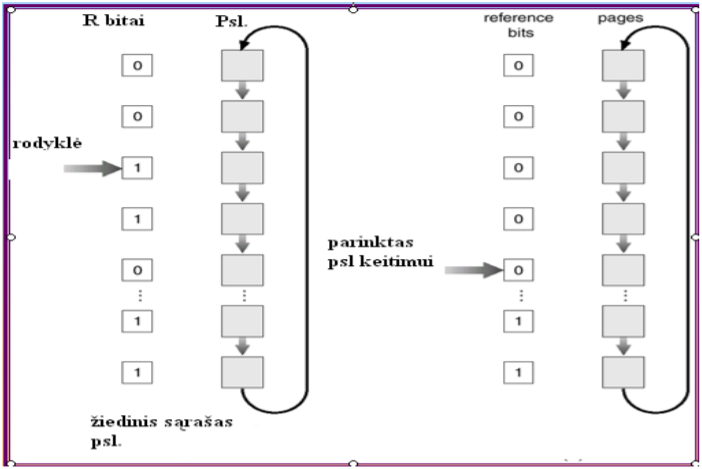 R bitai
Psl.
0
0
rodyklė
1
1
0
1
1
žiedinis sąrašas
psl.
reference
bits
pages
0
0
0
0
parinktas
psl keitimui
0
1
1